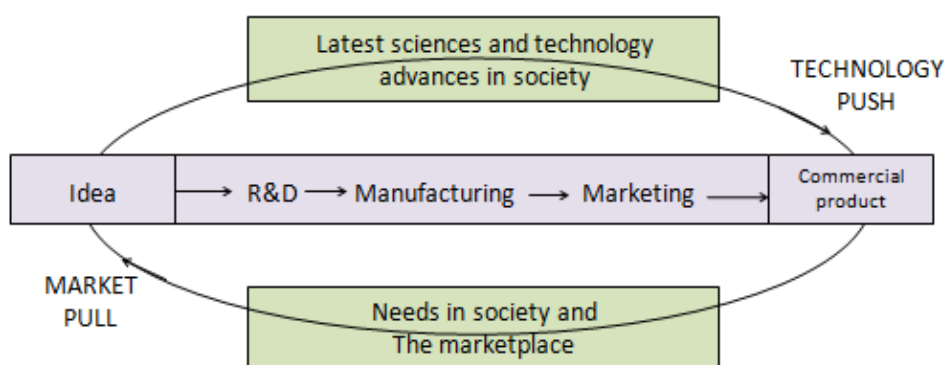 Latest sciences and technology
advances in society
TECHNOLOGY
PUSH
Idea
R&D
Manufacturing
Marketing
Commercial
product
MARKET
PULL
Needs in society and
The marketplace